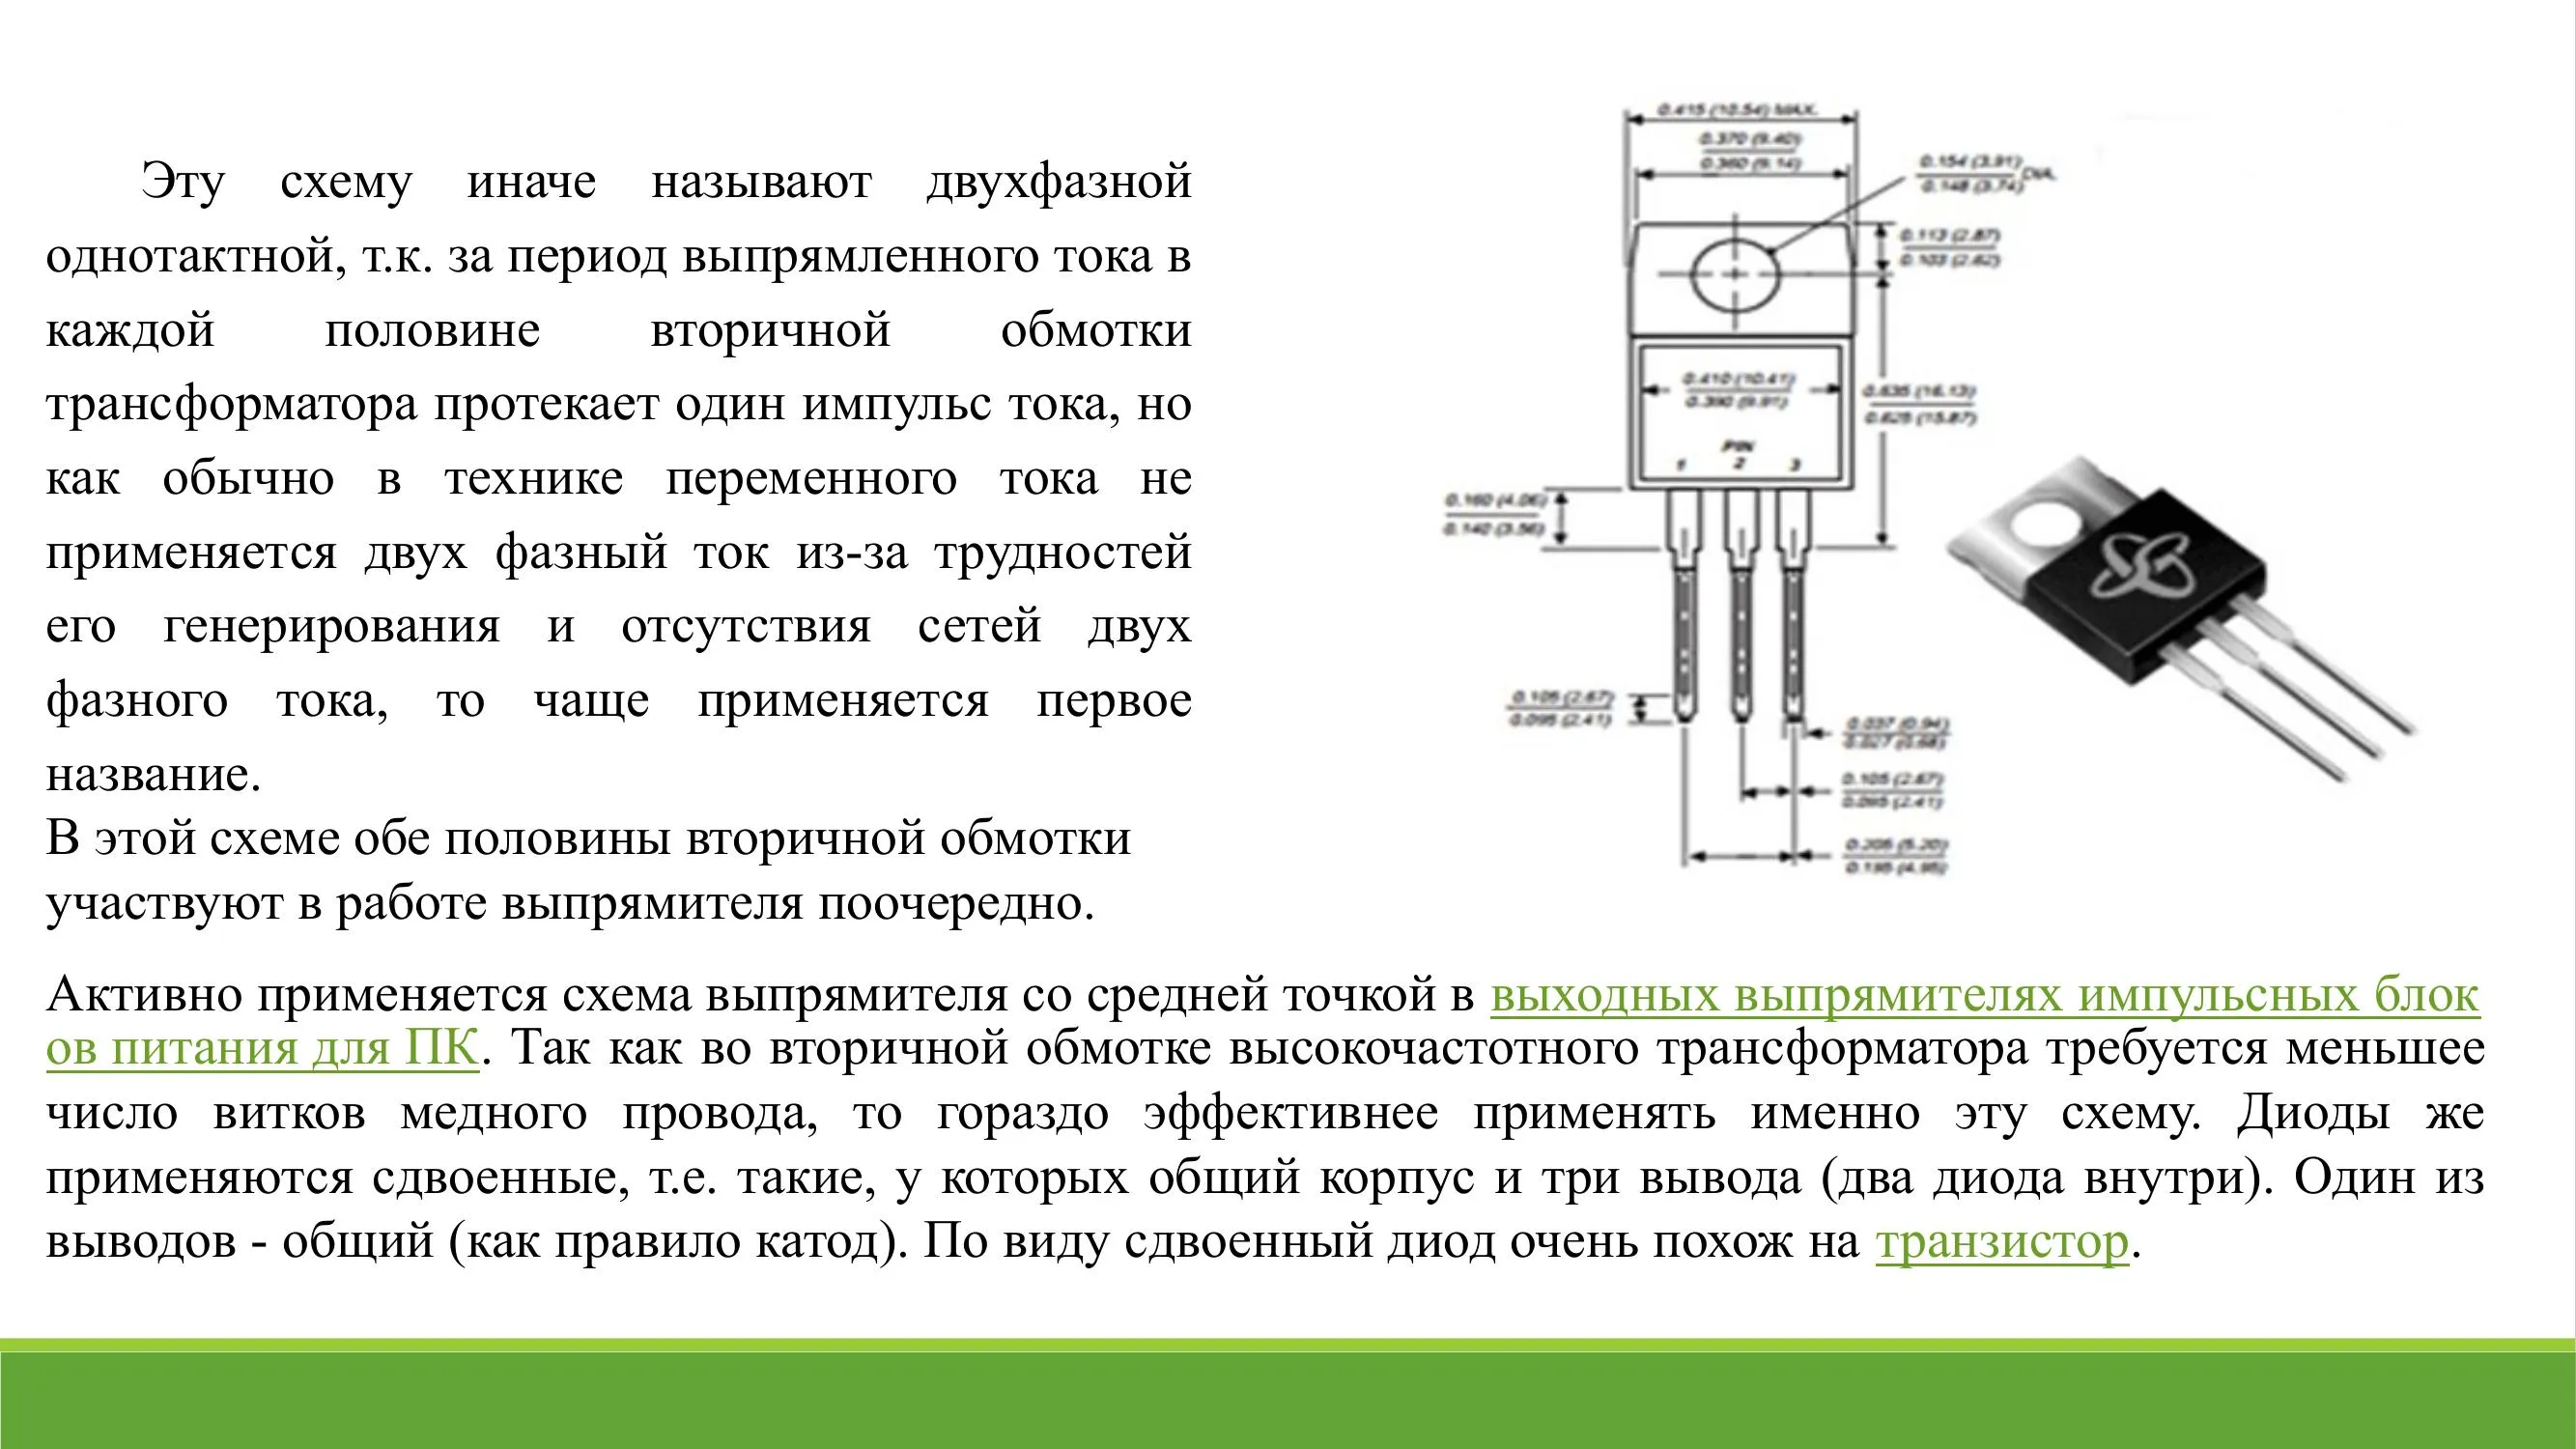 Эту схему иначе называют двухфазной
однотактной, т.к. за период выпрямленного тока в
каждой половине вторичной обмотки
трансформатора протекает один импульс тока, но
как обычно в технике переменного тока не
применяется двух фазный ток из-за трудностей
его генерирования и отсутствия сетей двух
фазного тока, то чаще применяется первое
название.
В этой схеме обе половины вторичной обмотки
участвуют в работе выпрямителя поочередно.
Активно применяется схема выпрямителя со средней точкой в выходных выпрямителях импульсных блок
ов питания для ПК. Так как во вторичной обмотке высокочастотного трансформатора требуется меньшее
число витков медного провода, то гораздо эффективнее применять именно эту схему. Диоды же
применяются сдвоенные, т.е. такие, у которых общий корпус и три вывода (два диода внутри). Один из
выводов - общий (как правило катод). По виду сдвоенный диод очень похож на транзистор.
0.415 (10.54) MAX.
0.370 (9.40)
0.360 (9.14)
0.154 (3.91)
0.148 (3.74) DIA.
0.113 (2.87)
0.103 (2.62)
0.410 (10.41)
0.390 (9.91)
0.635 (16.13)
0.625 (15.87)
PIN
1 2 3
0.160 (4.06)
0.140 (3.56)
0.105 (2.67)
0.095 (2.41)
0.037 (0.94)
0.027 (0.68)
0.105 (2.67)
0.095 (2.41)
0.205 (5.20)
0.195 (4.95)